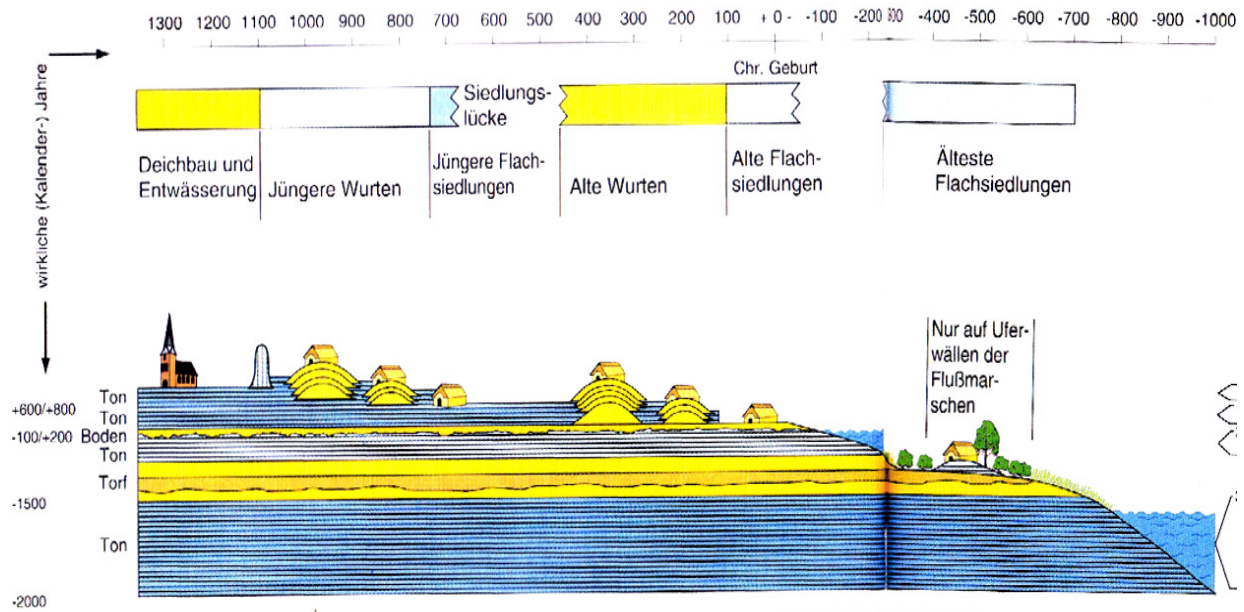 1300 1200 1100 1000 900 800 700 600 500 400 300 200 100 + 0 - -100 -200 -400 -500 -600 -700 -800 -900 -1000
wirkliche (Kalender-) Jahre
Chr. Geburt
Siedlungs-
lücke
Deichbau und
Entwässerung
Jüngere Wurten
Jüngere Flach-
siedlungen
Alte Wurten
Alte Flach-
siedlungen
Älteste
Flachsiedlungen
Nur auf Ufer-
wällen der
Flußmar-
schen
Ton
+600/+800
Ton
-100/+200 Boden
Ton
Torf
-1500
Ton
-2000